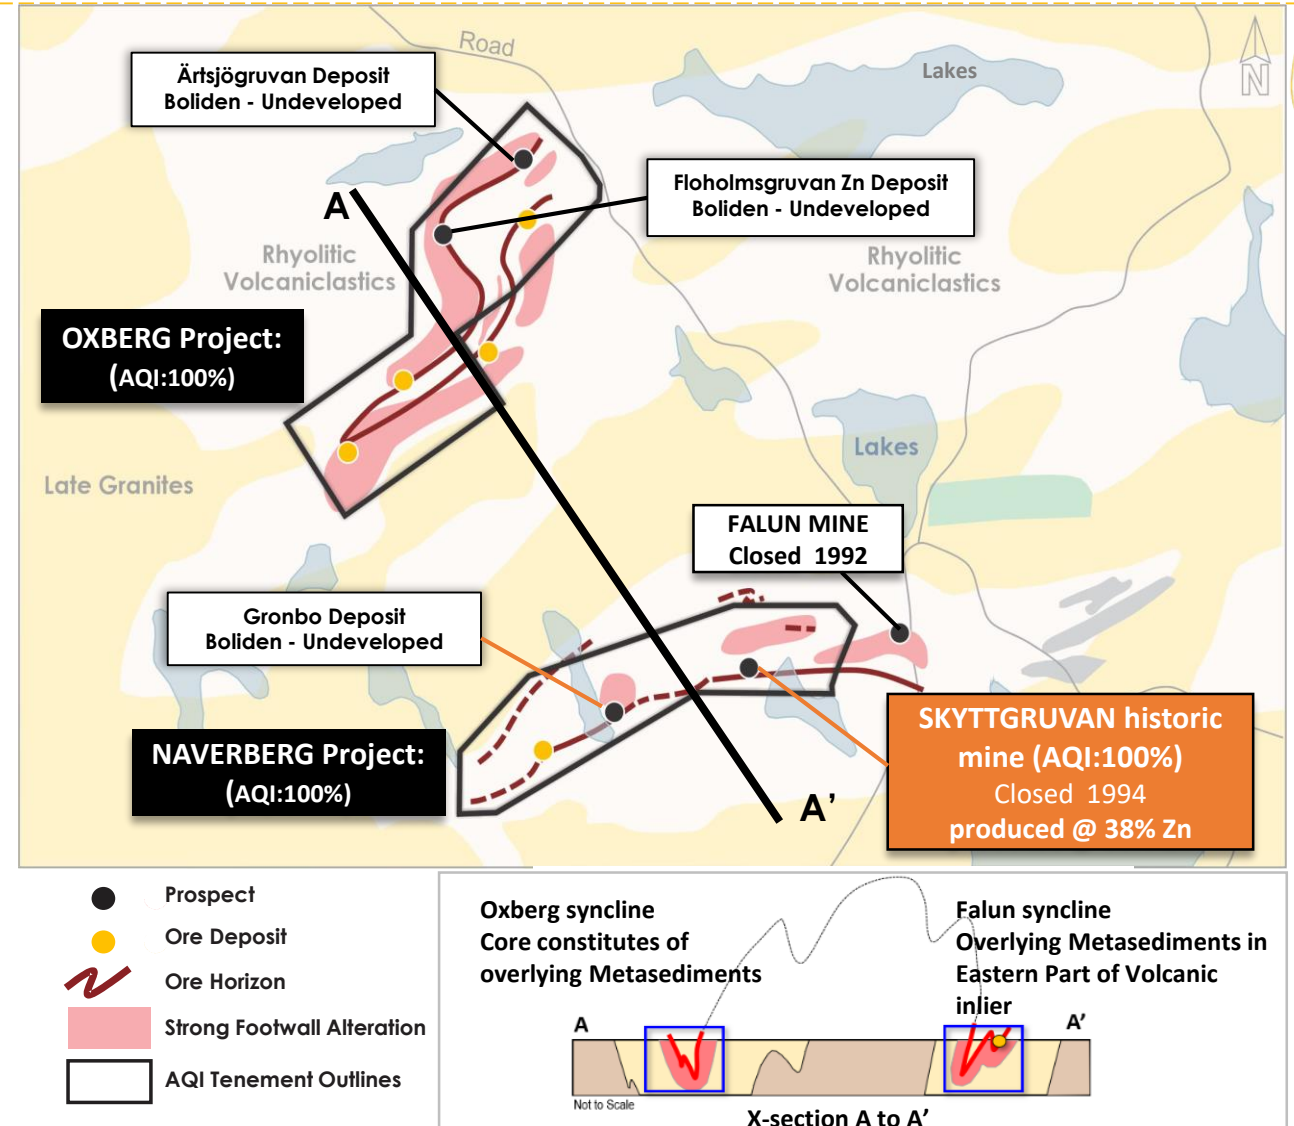 Road
Lakes
N
Ärtsjögruvan Deposit
Boliden - Undeveloped
Floholmsgruvan Zn Deposit
Boliden - Undeveloped
A
Rhyolitic
Volcaniclastics
Rhyolitic
Volcaniclastics
OXBERG Project:
(AQI:100%)
Lakes
Late Granites
FALUN MINE
Closed 1992
Gronbo Deposit
Boliden - Undeveloped
NAVERBERG Project:
(AQI:100%)
SKYTTGRUVAN historic
mine (AQI:100%)
Closed 1994
produced @ 38% Zn
A’
Prospect
Ore Deposit
Ore Horizon
Strong Footwall Alteration
AQI Tenement Outlines
Oxberg syncline
Core constitutes of
overlying Metasediments
Falun syncline
Overlying Metasediments in
Eastern Part of Volcanic
inlier
A
A’
Not to Scale
X-section A to A’